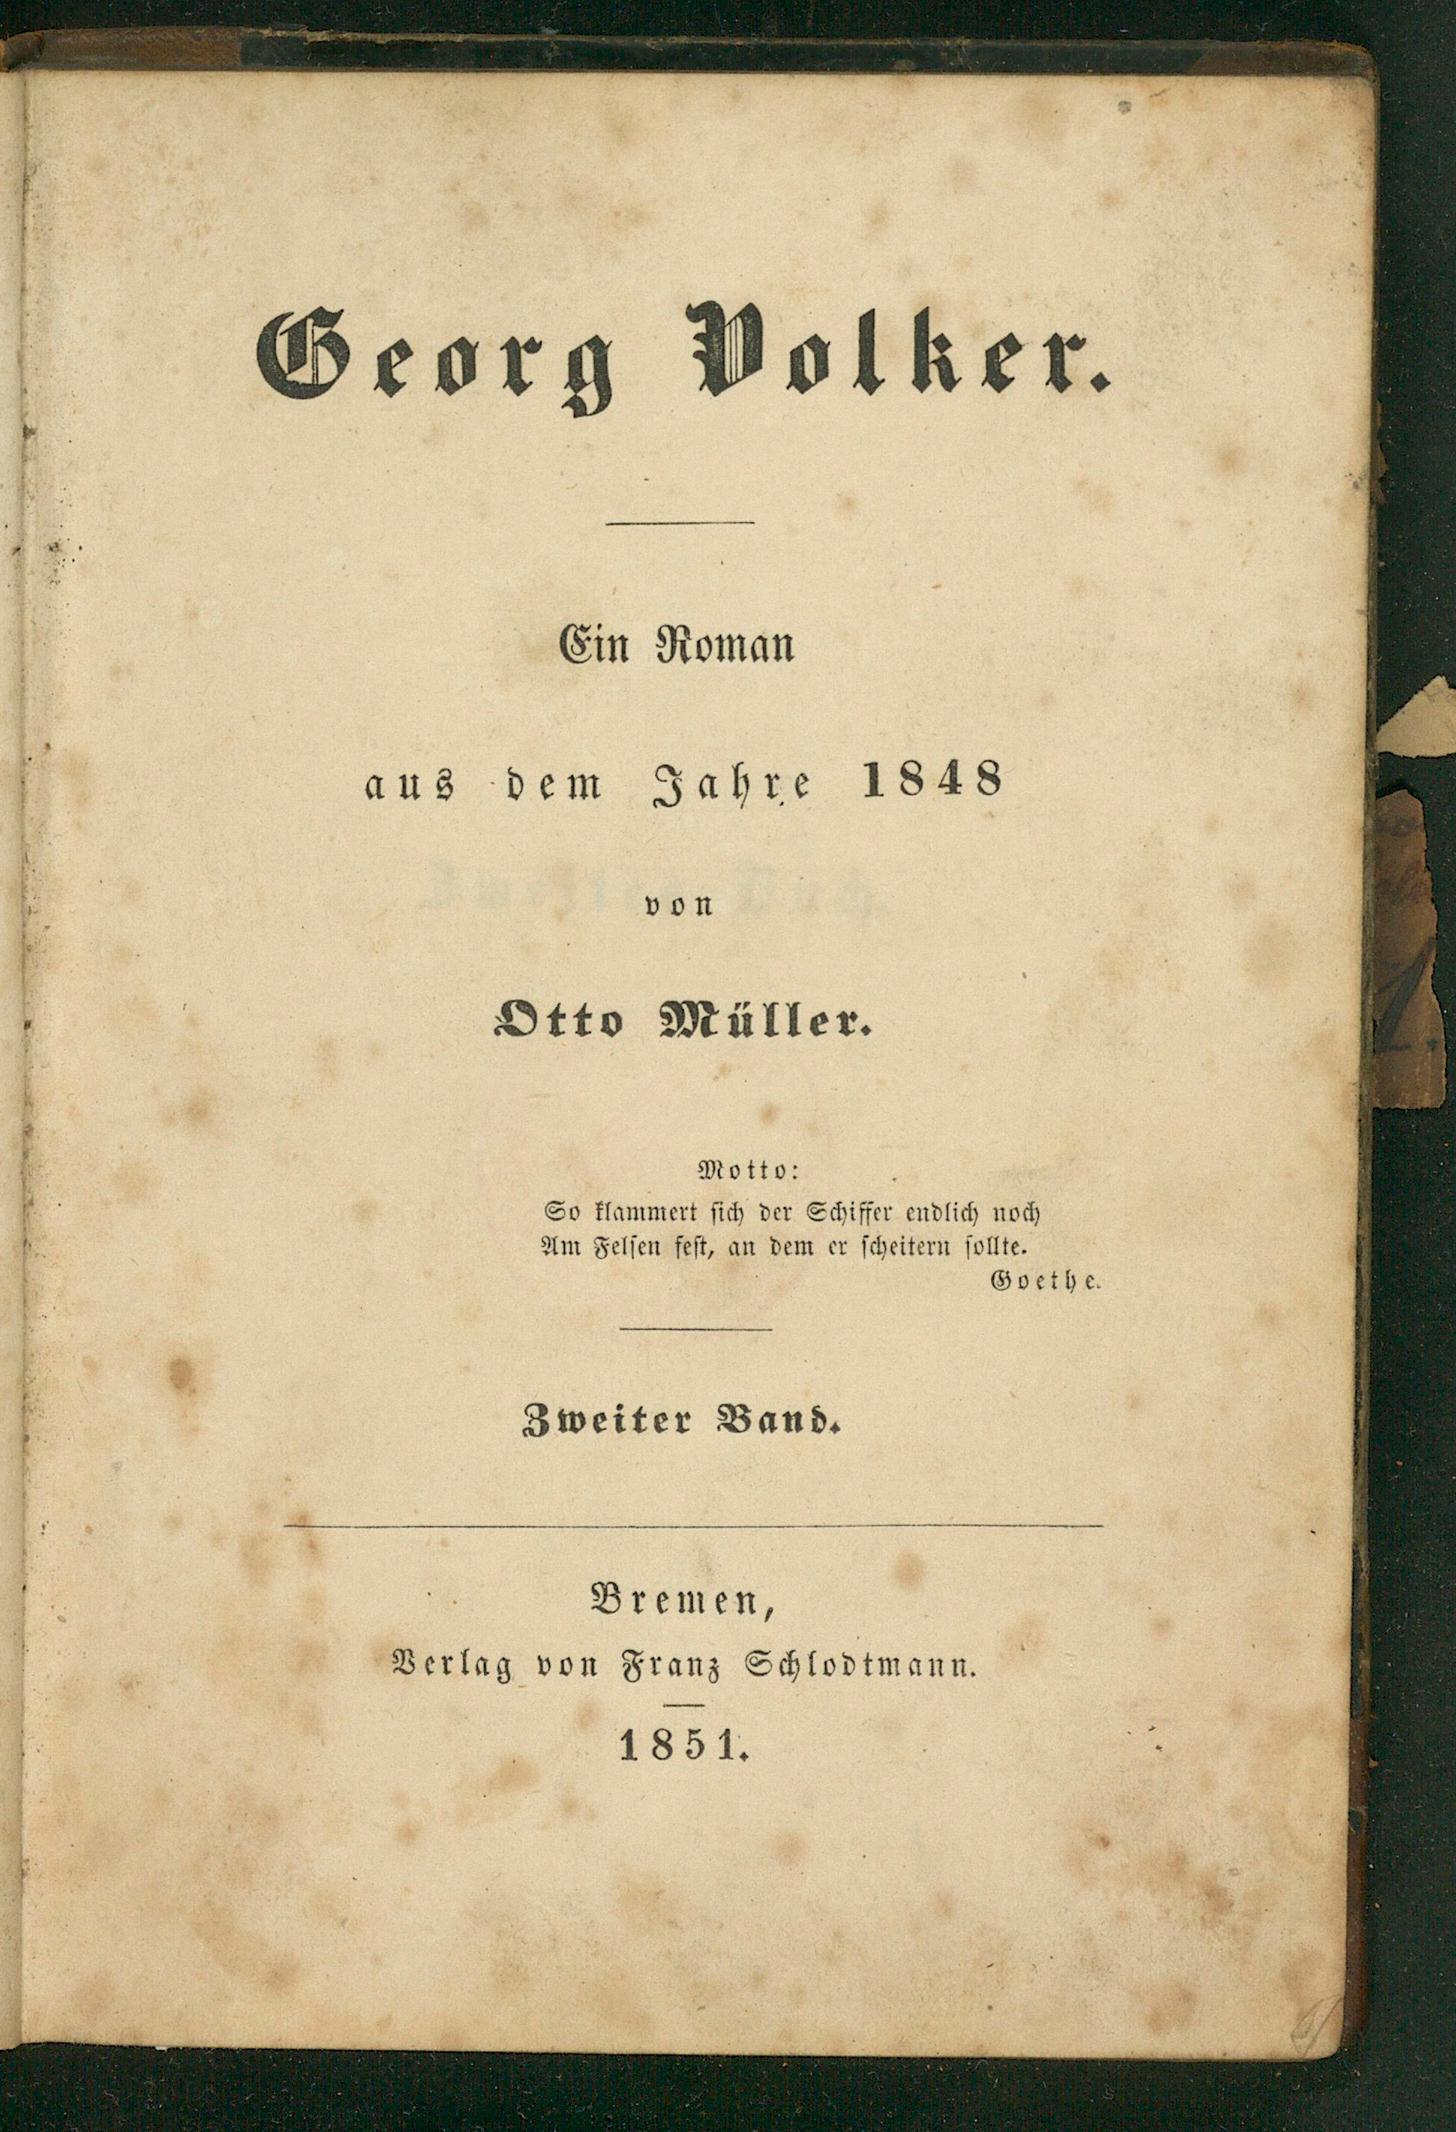 Georg Volker.
Ein Roman
aus dem Jahre 1848
von
Otto Müller.
Motto:
So klammert sich der Schiffer endlich noch
Am Felsen fest, an dem er scheitern sollte.
Goethe.
Zweiter Band.
Bremen,
Verlag von Franz Schlodtmann.
1851.